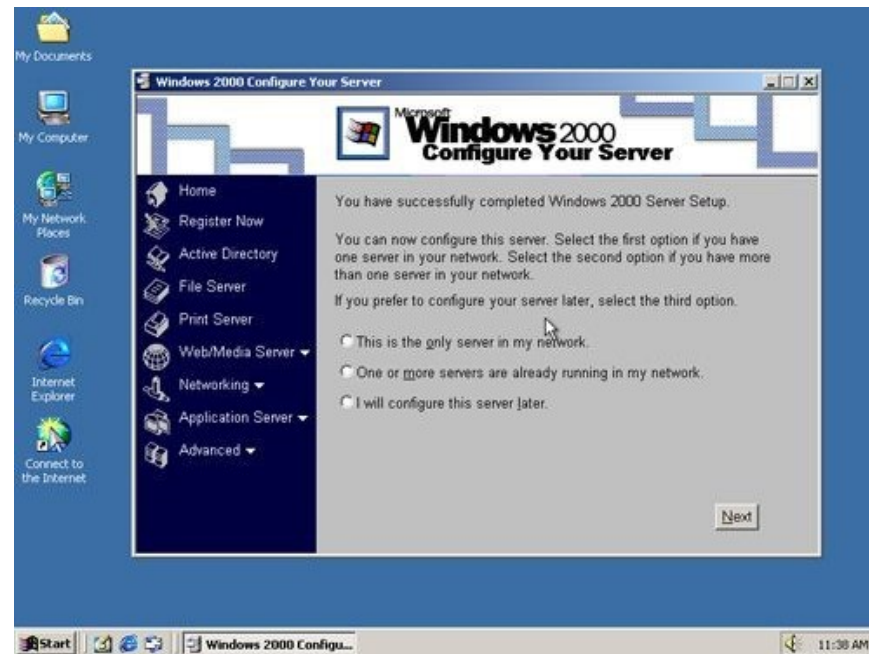 My Documents
My Computer
My Network
Places
Recycle Bin
Internet
Explorer
Connect to
the Internet
Windows 2000 Configure Your Server
Microsoft
Windows 2000
Configure Your Server
Home
Register Now
Active Directory
File Server
Print Server
Web/Media Server
Networking
Application Server
Advanced
You have successfully completed Windows 2000 Server Setup.
You can now configure this server. Select the first option if you have
one server in your network. Select the second option if you have more
than one server in your network.
If you prefer to configure your server later, select the third option.
This is the only server in my network.
One or more servers are already running in my network.
I will configure this server later.
Next
Start
Windows 2000 Configu...
11:38 AM